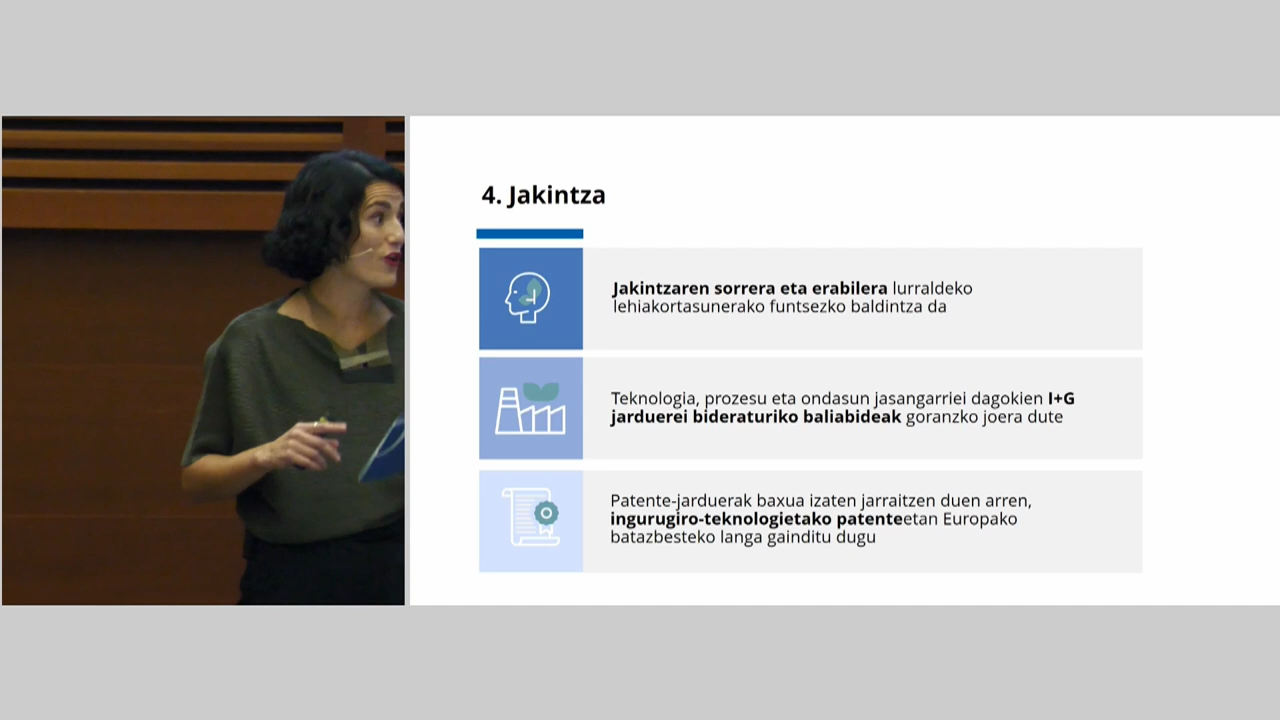 4. Jakintza
Jakintzaren sorrera eta erabilera lurraldeko
lehiakortasunerako funtsezko baldintza da
Teknologia, prozesu eta ondasun jasangarriei dagokien I+G
jarduerei bideraturiko baliabideak goranzko joera dute
Patente-jarduerak baxua izaten jarraitzen duen arren,
ingurugiro-teknologietako patenteetan Europako
batazbesteko langa gainditu dugu